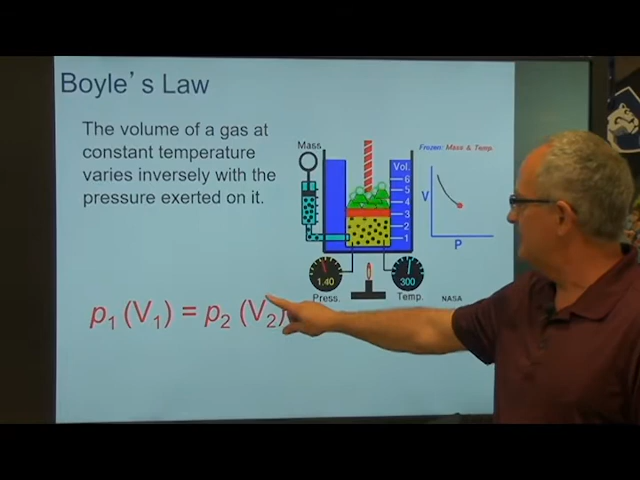 Boyle's Law
The volume of a gas at
constant temperature
varies inversely with the
pressure exerted on it.
p₁ (V₁) = p₂ (V₂)
Mass
Vol.
6
5
4
3
2
1
1.40
Press.
300
Temp.
Frozen: Mass & Temp.
V
P
NASA